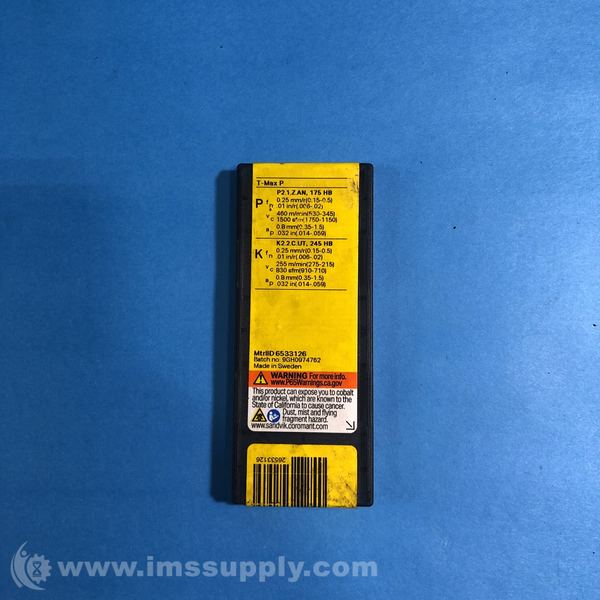 T-Max P
P2.1.Z.AN, 175 HB
P fn 0.25 mm/r(0.15-0.5)
.01 in/r(.006-.02)
vc 460 m/min(530-345)
1500 sfm(1750-1150)
ap 0.8 mm(0.35-1.5)
.032 in(.014-.059)
K2.2.C.UT, 245 HB
K fn 0.25 mm/r(0.15-0.5)
.01 in/r(.006-.02)
vc 255 m/min(275-215)
830 sfm(910-710)
ap 0.8 mm(0.35-1.5)
.032 in(.014-.059)
MtrlID 6533126
Batch no: 9GH0974762
Made in Sweden
WARNING For more info.
www.P65Warnings.ca.gov
This product can expose you to cobalt
and/or nickel, which are known to the
State of California to cause cancer.
Dust, mist and flying
fragment hazard.
www.sandvik.coromant.com
26533126
www.imssupply.com